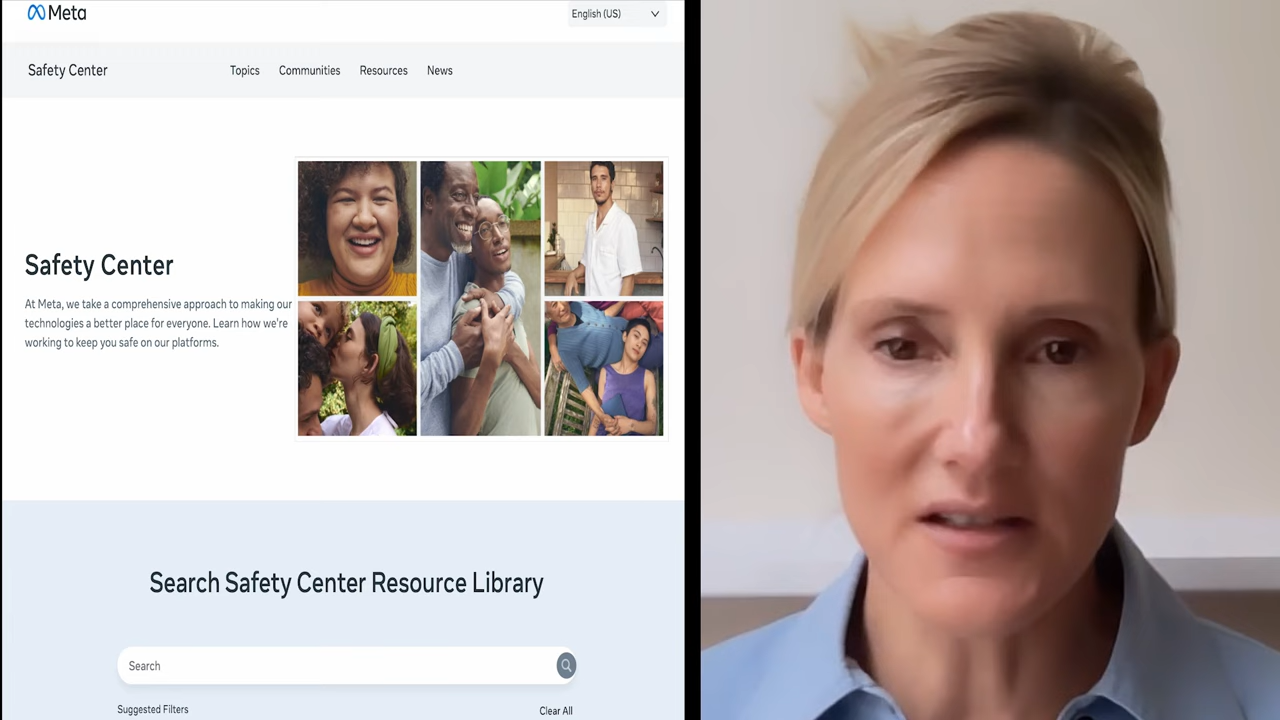 Meta
English (US)
Safety Center
Topics
Communities
Resources
News
Safety Center
At Meta, we take a comprehensive approach to making our
technologies a better place for everyone. Learn how we're
working to keep you safe on our platforms.
Search Safety Center Resource Library
Search
Suggested Filters
Clear All